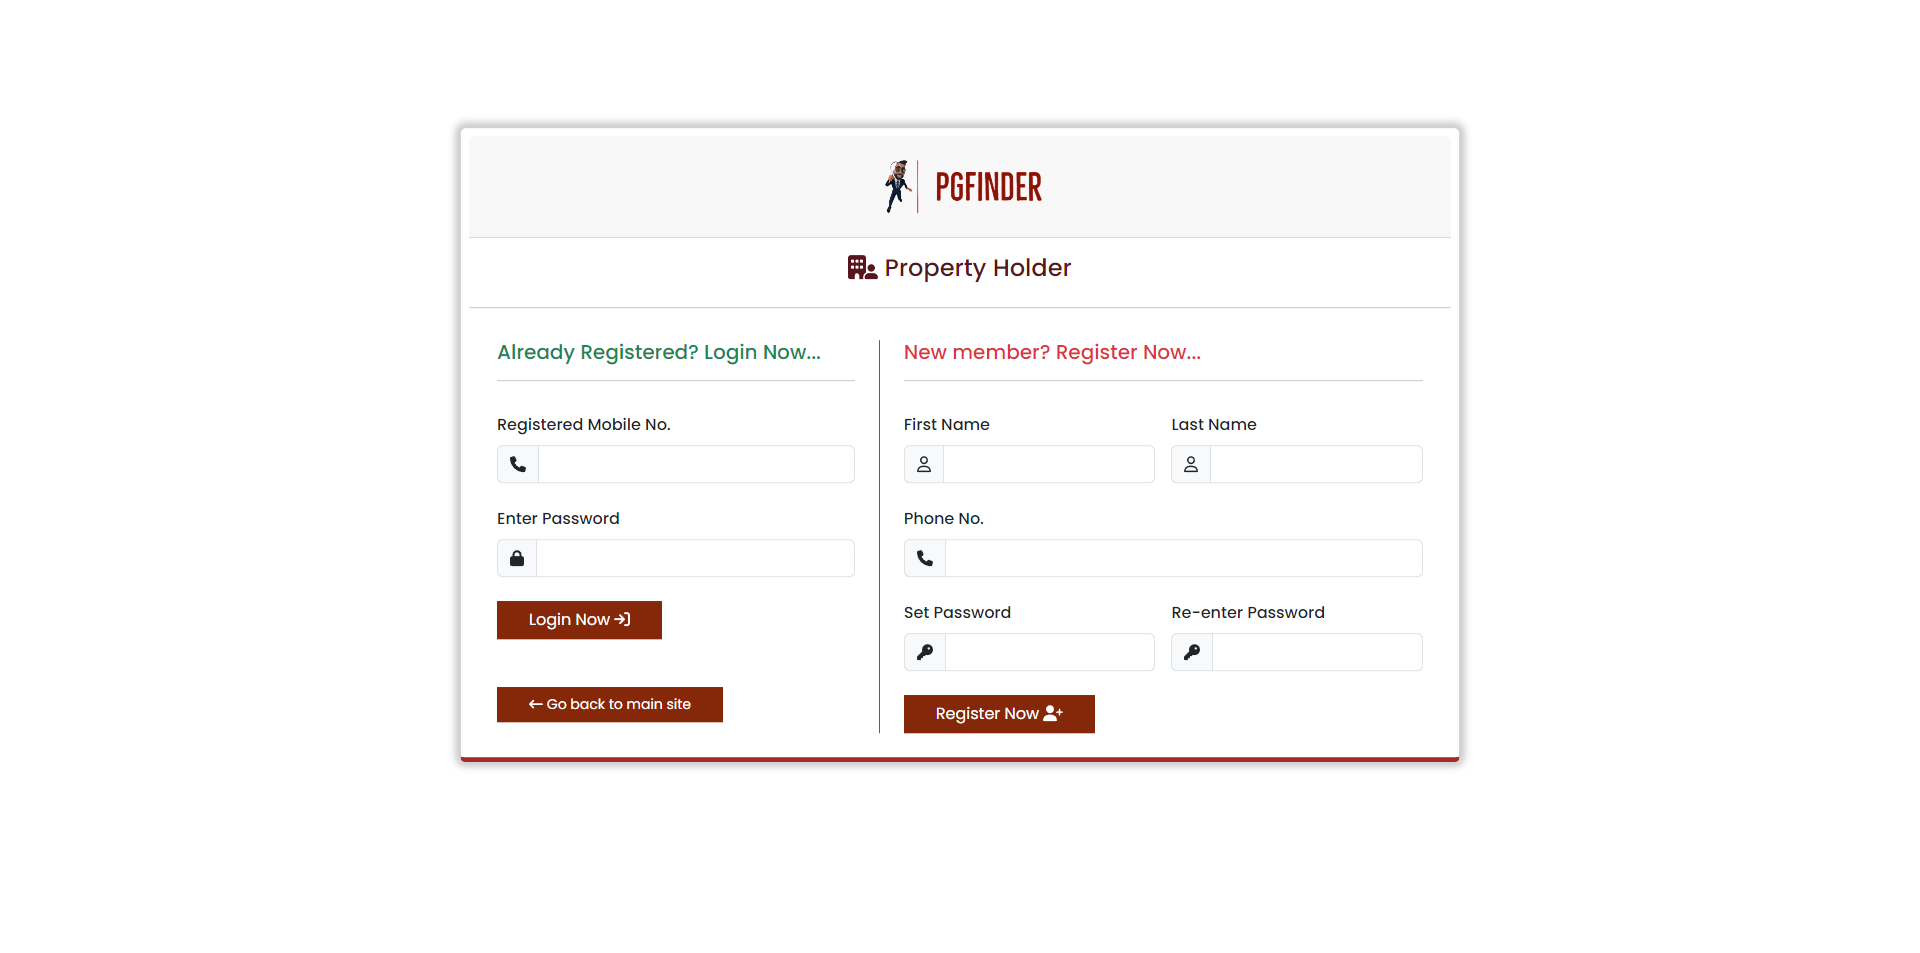 PGFINDER
Property Holder
Already Registered? Login Now...
Registered Mobile No.
Enter Password
Login Now
Go back to main site
New member? Register Now...
First Name
Last Name
Phone No.
Set Password
Re-enter Password
Register Now